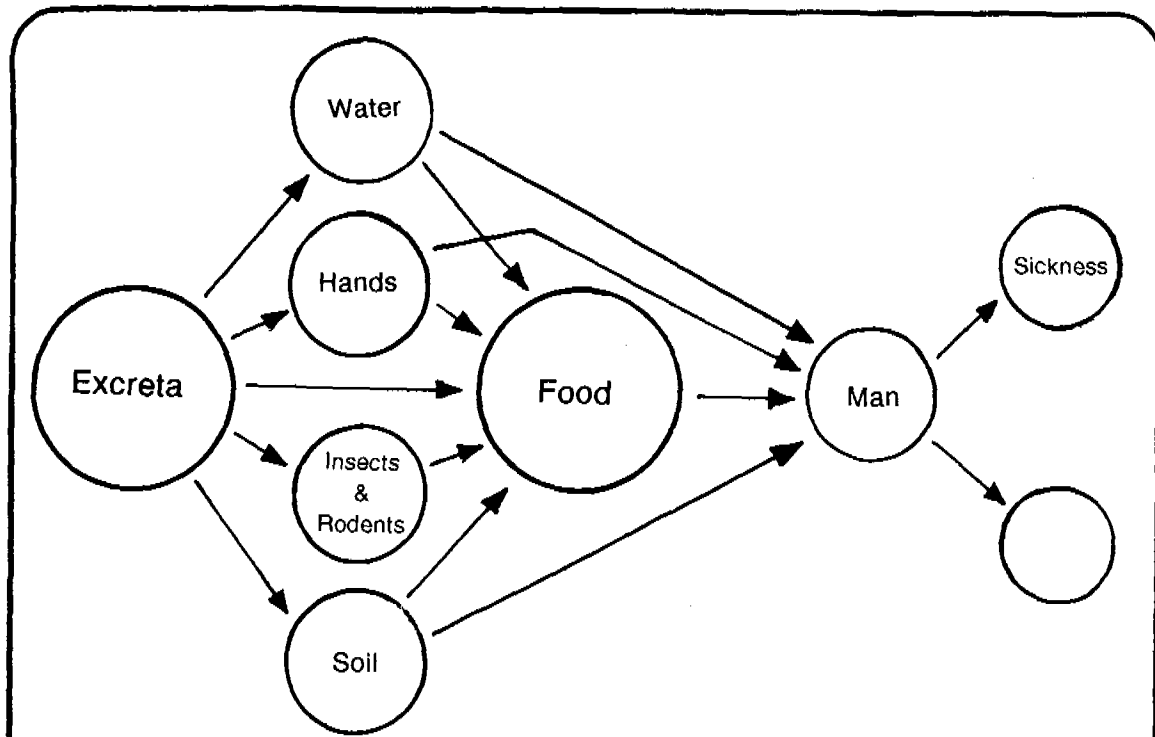 Water
Hands
Sickness
Excreta
Food
Man
Insects
&
Rodents
Soil